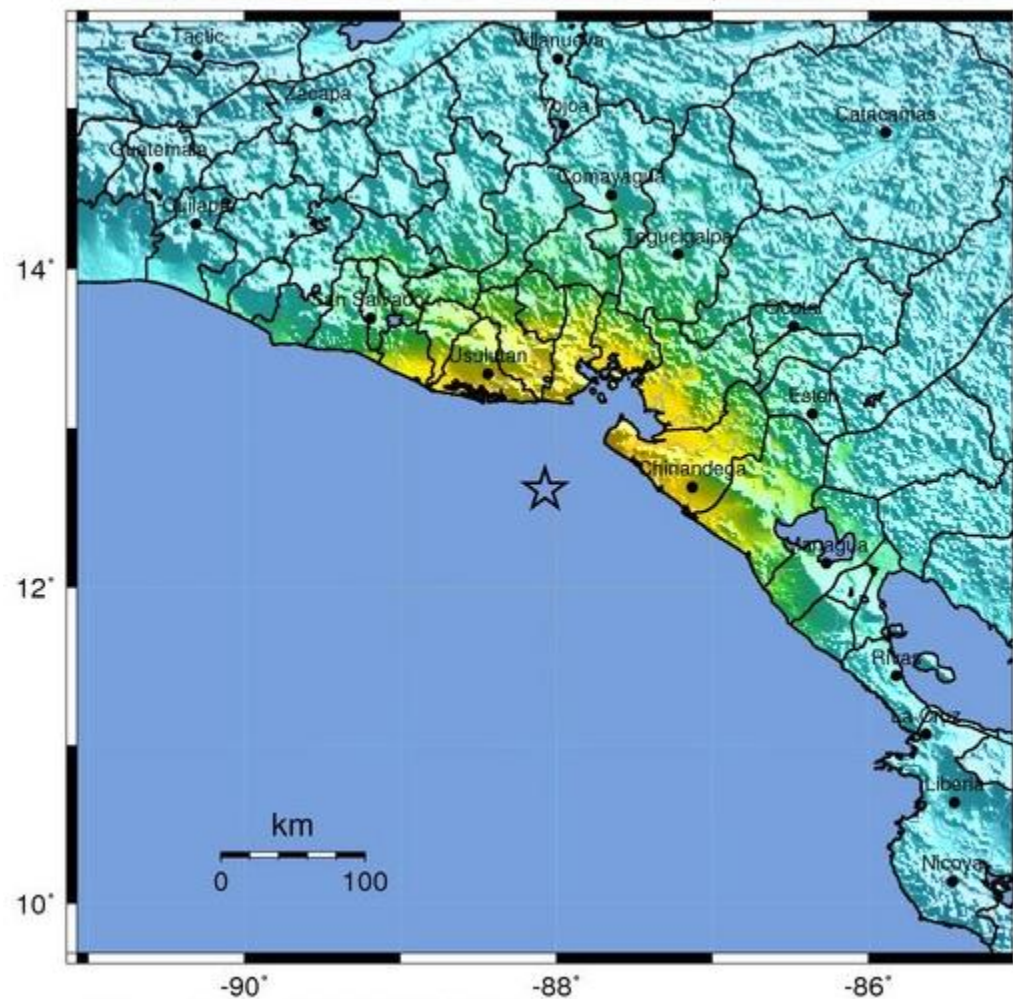 Tactic
Villanueva
Zacapa
Yojoa
Catacamas
Guatemala
Comayagua
Cuilapa
Tegucigalpa
14˚
San Salvador
Ocotal
Usulutan
Esteli
Chinandega
12˚
Managua
Rivas
La Cruz
Liberia
km
0 100
Nicoya
10˚
-90˚ -88˚ -86˚